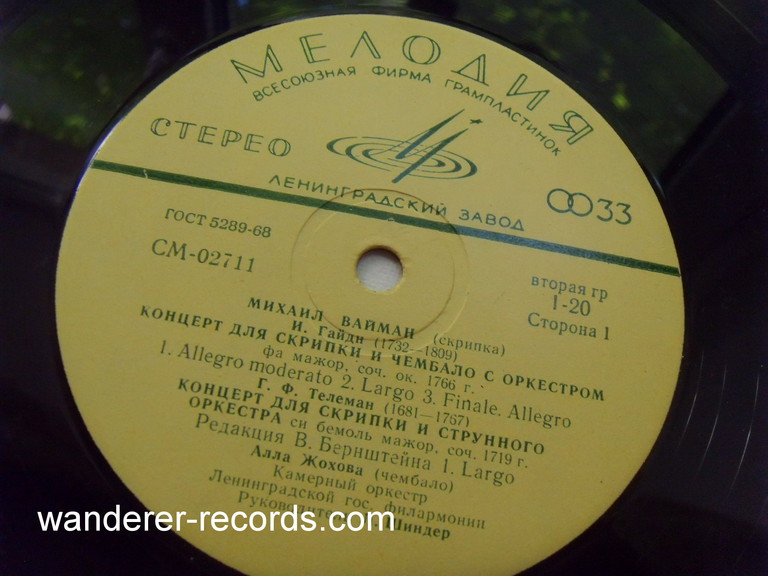 МЕЛОДИЯ
ВСЕСОЮЗНАЯ ФИРМА ГРАМПЛАСТИНОК
СТЕРЕО
ЛЕНИНГРАДСКИЙ ЗАВОД
33
ГОСТ 5289-68
СМ-02711
вторая гр
1-20
Сторона 1
МИХАИЛ ВАЙМАН (скрипка)
И. Гайдн (1732—1809)
КОНЦЕРТ ДЛЯ СКРИПКИ И ЧЕМБАЛО С ОРКЕСТРОМ
фа мажор, соч. ок. 1766 г.
1. Allegro moderato 2. Largo 3. Finale. Allegro
Г. Ф. Телеман (1681—1767)
КОНЦЕРТ ДЛЯ СКРИПКИ И СТРУННОГО
ОРКЕСТРА си бемоль мажор, соч. 1719 г.
Редакция В. Бернштейна 1. Largo
Алла Жохова (чембало)
Камерный оркестр
Ленинградской гос. филармонии
Шиндер
wanderer-records.com